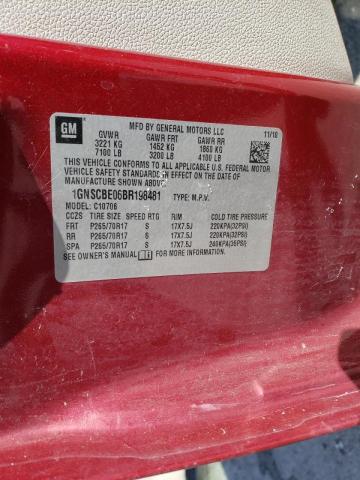 GM
MFD BY GENERAL MOTORS LLC 11/10
GVWR GAWR FRT GAWR RR
3221 KG 1452 KG 1860 KG
7100 LB 3200 LB 4100 LB
THIS VEHICLE CONFORMS TO ALL APPLICABLE U.S. FEDERAL MOTOR
VEHICLE SAFETY STANDARDS IN EFFECT ON THE DATE OF
MANUFACTURE SHOWN ABOVE.
1GNSCBE06BR198481 TYPE: M.P.V.
MODEL: C10706
CCZS TIRE SIZE SPEED RTG RIM COLD TIRE PRESSURE
FRT P265/70R17 S 17X7.5J 220KPA(32PSI)
RR P265/70R17 S 17X7.5J 220KPA(32PSI)
SPA P265/70R17 S 17X7.5J 240KPA(35PSI)
SEE OWNER'S MANUAL FOR MORE INFORMATION.